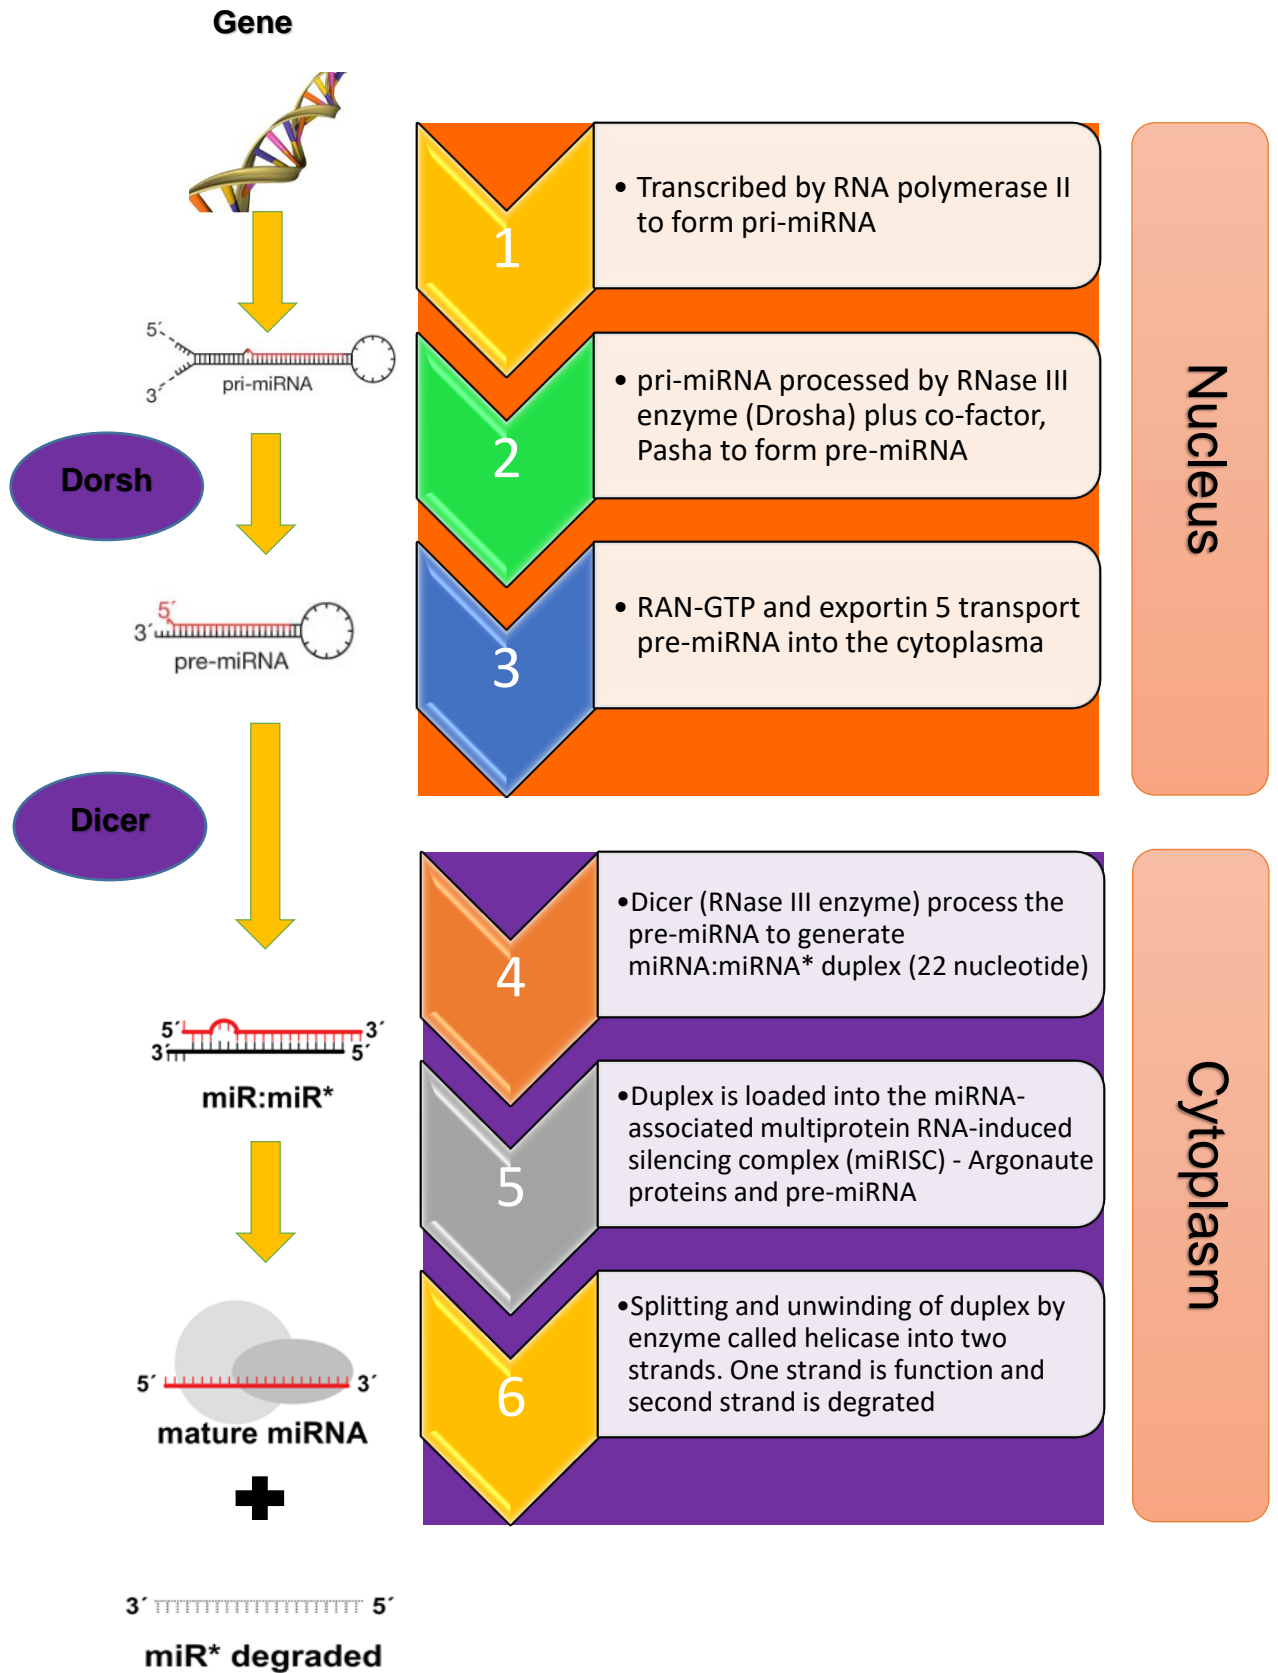 Gene
1
• Transcribed by RNA polymerase II
to form pri-miRNA
5´
3´
pri-miRNA
2
• pri-miRNA processed by RNase III
enzyme (Drosha) plus co-factor,
Pasha to form pre-miRNA
Dorsh
3
• RAN-GTP and exportin 5 transport
pre-miRNA into the cytoplasma
5´
3´
pre-miRNA
Nucleus
Dicer
4
•Dicer (RNase III enzyme) process the
pre-miRNA to generate
miRNA:miRNA* duplex (22 nucleotide)
5´ 3´
3´ 5´
miR:miR*
5
•Duplex is loaded into the miRNA-
associated multiprotein RNA-induced
silencing complex (miRISC) - Argonaute
proteins and pre-miRNA
6
•Splitting and unwinding of duplex by
enzyme called helicase into two
strands. One strand is function and
second strand is degrated
5´ 3´
mature miRNA
Cytoplasm
3´ 5´
miR* degraded